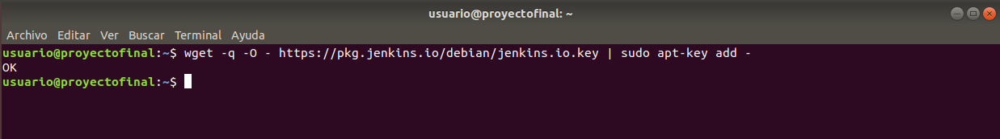 usuario@proyectofinal: ~
Archivo Editar Ver Buscar Terminal Ayuda
usuario@proyectofinal:~$ wget -q -O - https://pkg.jenkins.io/debian/jenkins.io.key | sudo apt-key add -
OK
usuario@proyectofinal:~$